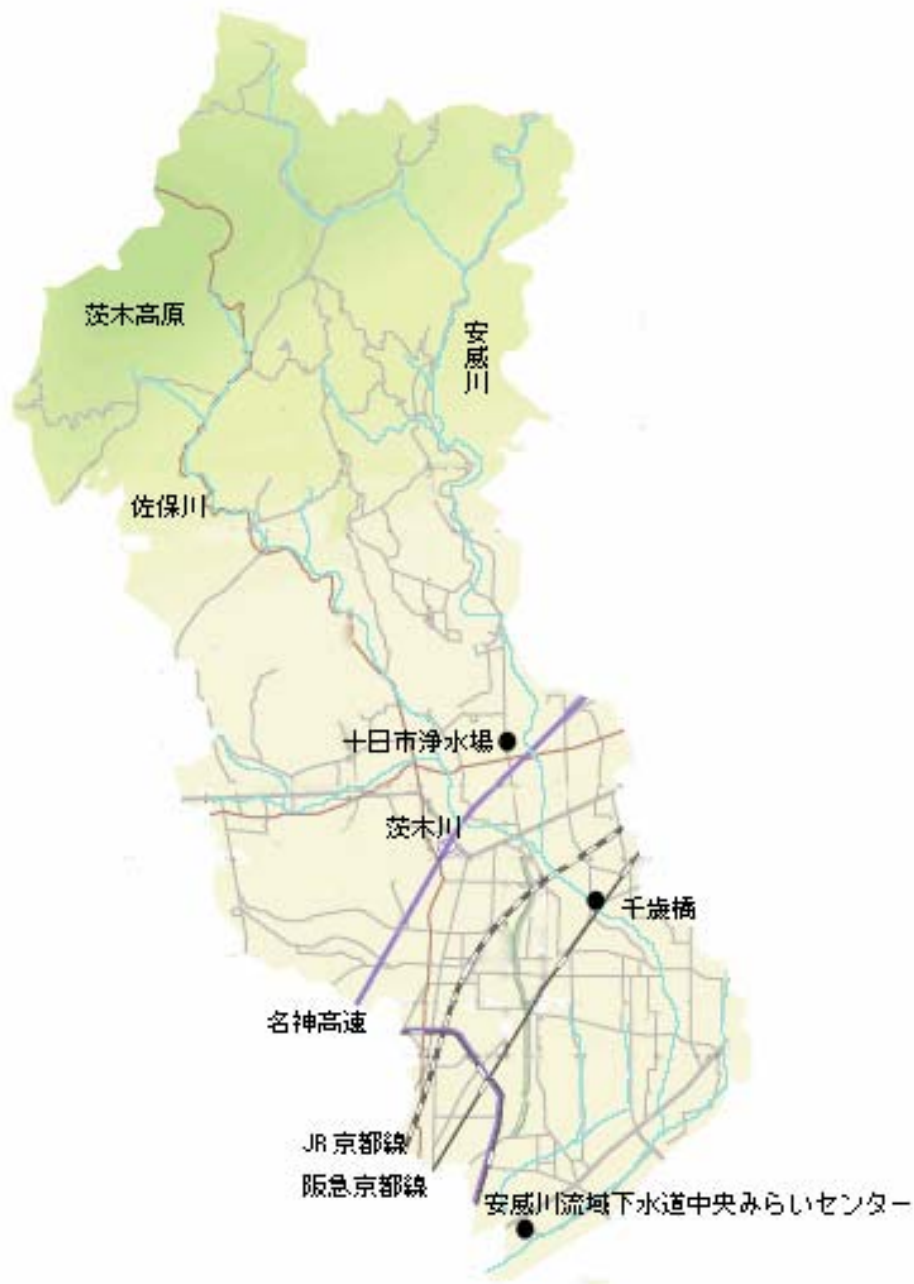 茨木高原
安威川
佐保川
十日市浄水場
茨木川
千歳橋
名神高速
JR京都線
阪急京都線
安威川流域下水道中央みらいセンター